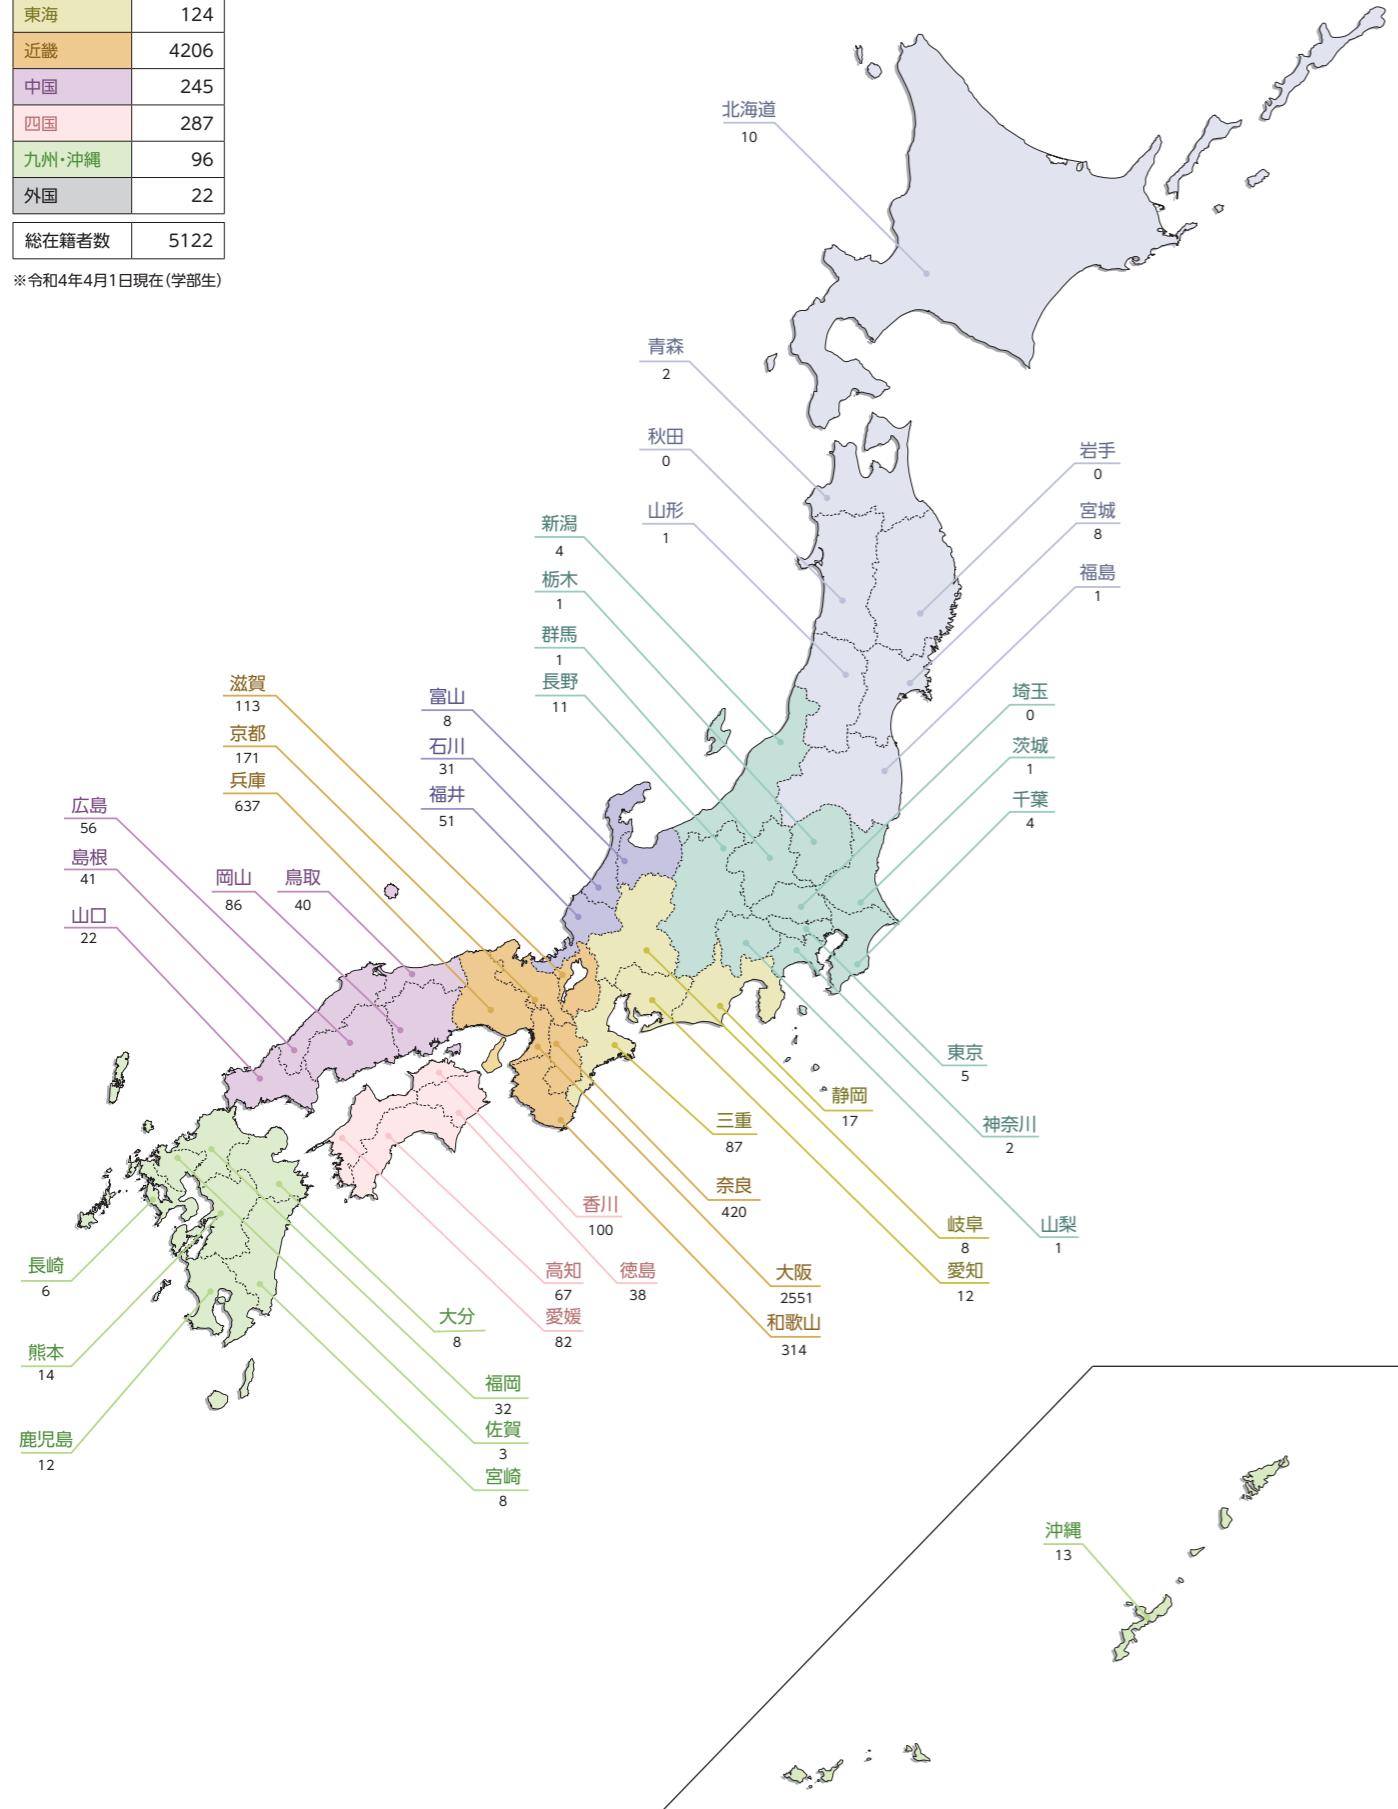 東海 124
近畿 4206
中国 245
四国 287
九州・沖縄 96
外国 22
総在籍者数 5122
※令和4年4月1日現在(学部生)
北海道
10
青森
2
秋田
0
岩手
0
山形
1
宮城
8
福島
1
新潟
4
栃木
1
群馬
1
長野
11
埼玉
0
茨城
1
千葉
4
滋賀
113
京都
171
兵庫
637
富山
8
石川
31
福井
51
広島
56
島根
41
山口
22
岡山
86
鳥取
40
東京
5
神奈川
2
山梨
1
静岡
17
三重
87
岐阜
8
愛知
12
奈良
420
大阪
2551
和歌山
314
香川
100
徳島
38
高知
67
愛媛
82
長崎
6
熊本
14
鹿児島
12
大分
8
福岡
32
佐賀
3
宮崎
8
沖縄
13